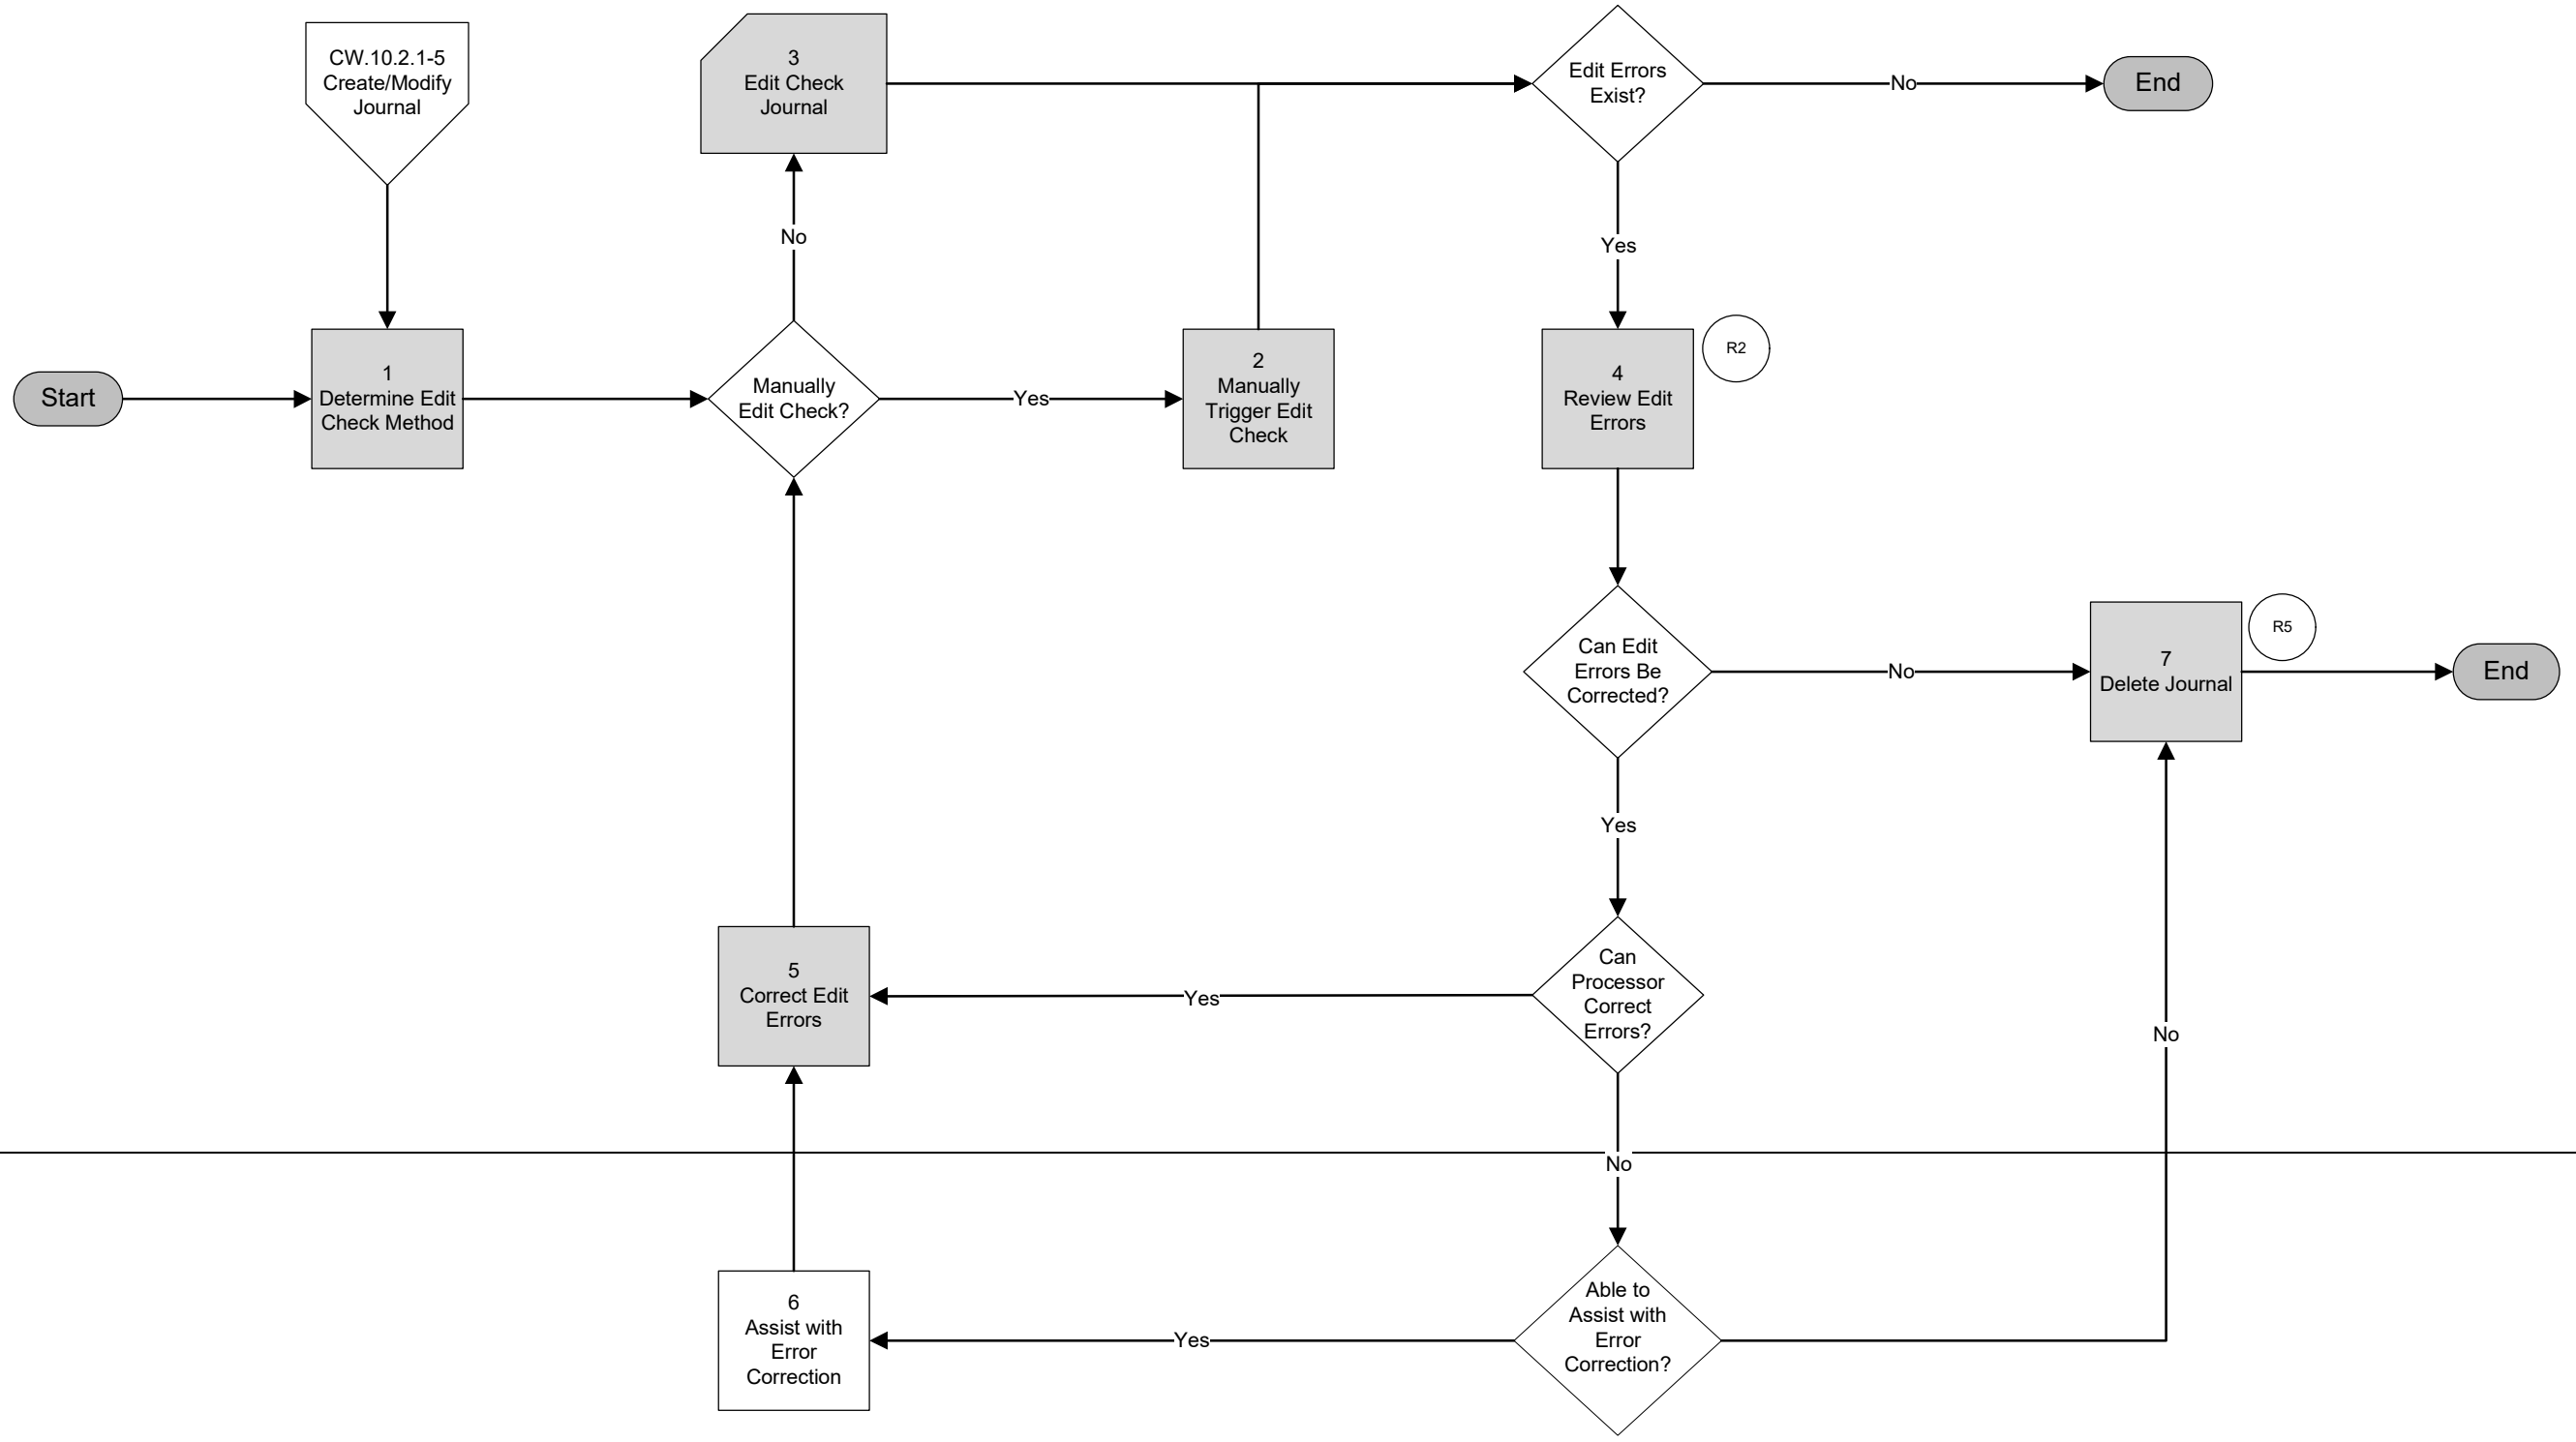 CW.10.2.1-5
Create/Modify
Journal
3
Edit Check
Journal
Edit Errors
Exist?
No
End
No
Yes
Start
1
Determine Edit
Check Method
Manually
Edit Check?
Yes
2
Manually
Trigger Edit
Check
4
Review Edit
Errors
R2
Can Edit
Errors Be
Corrected?
No
7
Delete Journal
R5
End
Yes
5
Correct Edit
Errors
Yes
Can
Processor
Correct
Errors?
No
No
6
Assist with
Error
Correction
Yes
Able to
Assist with
Error
Correction?